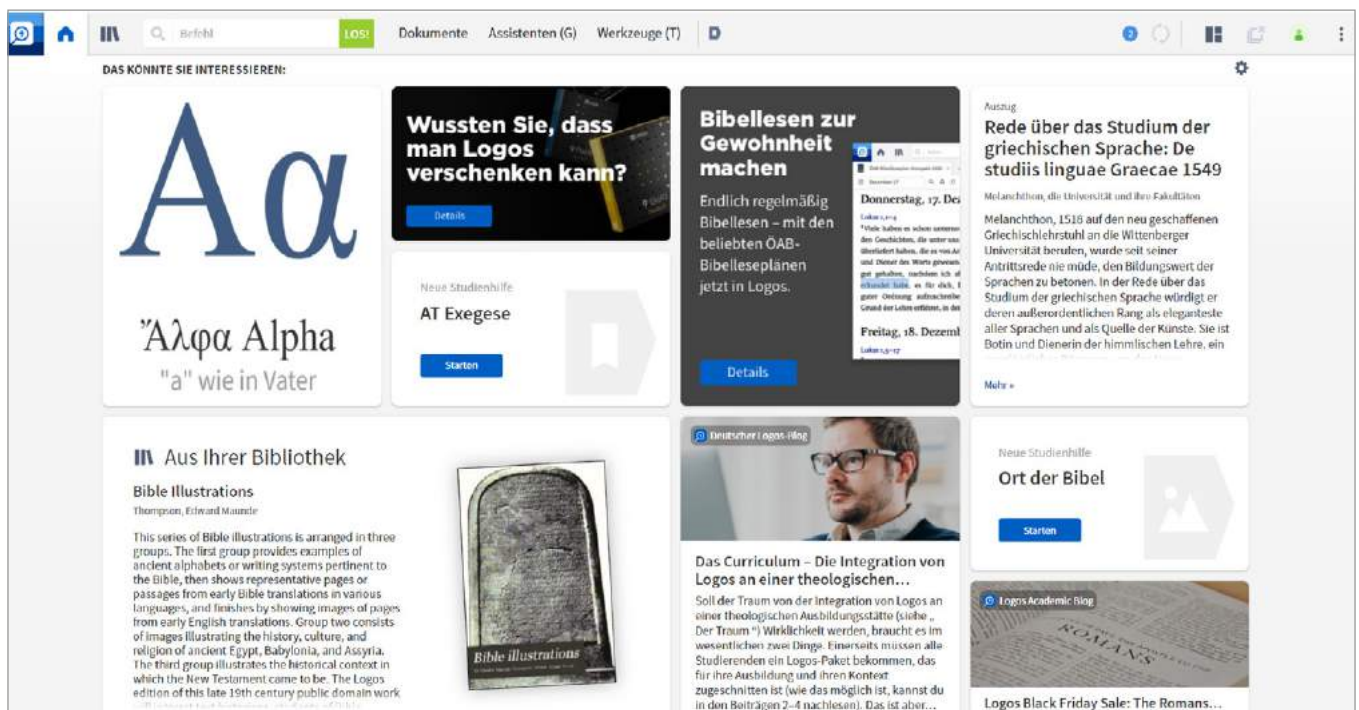 Befehl
LOS!
Dokumente
Assistenten (G)
Werkzeuge (T)
D
2
DAS KÖNNTE SIE INTERESSIEREN:
Αα
Ἄλφα Alpha
"a" wie in Vater
Wussten Sie, dass
man Logos
verschenken kann?
Details
Neue Studienhilfe
AT Exegese
Starten
Bibellesen zur
Gewohnheit
machen
Endlich regelmäßig
Bibellesen – mit den
beliebten ÖAB-
Bibelleseplänen
jetzt in Logos.
Details
Donnerstag, 17. Dez
Lukas 1,1–4
Freitag, 18. Dezemb
Lukas 1,5–17
Auszug
Rede über das Studium der
griechischen Sprache: De
studiis linguae Graecae 1549
Melanchthon, die Universität und ihre Fakultäten
Melanchthon, 1518 auf den neu geschaffenen
Griechischlehrstuhl an die Wittenberger
Universität berufen, wurde seit seiner
Antrittsrede nie müde, den Bildungswert der
Sprachen zu betonen. In der Rede über das
Studium der griechischen Sprache würdigt er
deren außerordentlichen Rang als eleganteste
aller Sprachen und als Quelle der Künste. Sie ist
Botin und Dienerin der himmlischen Lehre, ein
Mehr »
Aus Ihrer Bibliothek
Bible Illustrations
Thompson, Edward Maunde
This series of Bible illustrations is arranged in three
groups. The first group provides examples of
ancient alphabets or writing systems pertinent to
the Bible, then shows representative pages or
passages from early Bible translations in various
languages, and finishes by showing images of pages
from early English translations. Group two consists
of images illustrating the history, culture, and
religion of ancient Egypt, Babylonia, and Assyria.
The third group illustrates the historical context in
which the New Testament came to be. The Logos
edition of this late 19th century public domain work
Bible illustrations
Deutscher Logos-Blog
Das Curriculum – Die Integration von
Logos an einer theologischen…
Soll der Traum von der Integration von Logos an
einer theologischen Ausbildungsstätte (siehe „
Der Traum “) Wirklichkeit werden, braucht es im
wesentlichen zwei Dinge. Einerseits müssen alle
Studierenden ein Logos-Paket bekommen, das
für ihre Ausbildung und ihren Kontext
zugeschnitten ist (wie das möglich ist, kannst du
in den Beiträgen 2–4 nachlesen). Das ist aber…
Neue Studienhilfe
Ort der Bibel
Starten
Logos Academic Blog
ROMANS
Logos Black Friday Sale: The Romans…